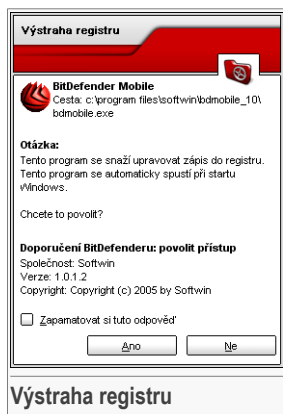 Výstraha registru
BitDefender Mobile
Cesta: c:\program files\softwin\bdmobile_10\
bdmobile.exe
Otázka:
Tento program se snaží upravovat zápis do registru.
Tento program se automaticky spustí při startu
Windows.
Chcete to povolit?
Doporučení BitDefenderu: povolit přístup
Společnost: Softwin
Verze: 1.0.1.2
Copyright: Copyright (c) 2005 by Softwin
Zapamatovat si tuto odpověď
Ano
Ne
Výstraha registru